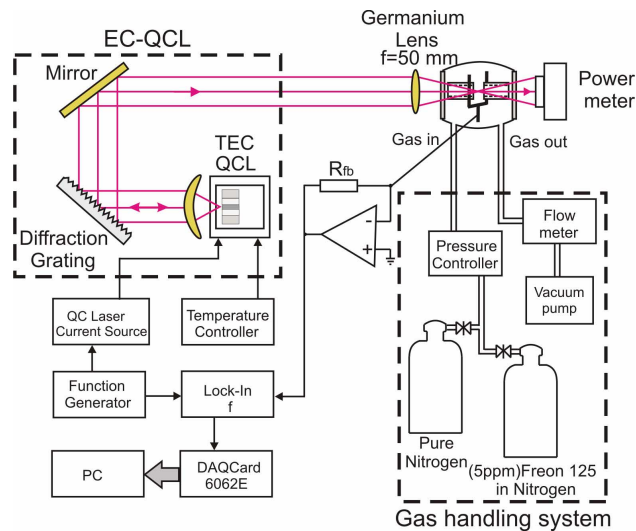 EC-QCL
Mirror
Germanium
Lens
f=50 mm
Power
meter
Gas in
Gas out
TEC
QCL
Rfb
Diffraction
Grating
-
+
Pressure
Controller
Flow
meter
Vacuum
pump
QC Laser
Current Source
Temperature
Controller
Function
Generator
Lock-In
f
PC
DAQCard
6062E
Pure
Nitrogen
(5ppm)Freon 125
in Nitrogen
Gas handling system